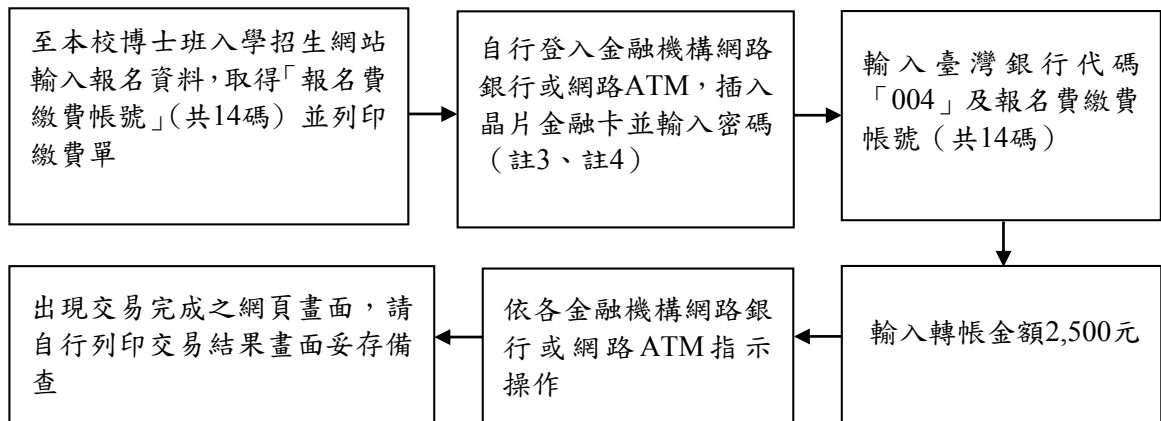 至本校博士班入學招生網站
輸入報名資料，取得「報名費
繳費帳號」（共14碼）並列印
繳費單
自行登入金融機構網路
銀行或網路ATM，插入
晶片金融卡並輸入密碼
（註3、註4）
輸入臺灣銀行代碼
「004」及報名費繳費
帳號（共14碼）
輸入轉帳金額2,500元
依各金融機構網路銀
行或網路ATM指示
操作
出現交易完成之網頁畫面，請
自行列印交易結果畫面妥存備
查